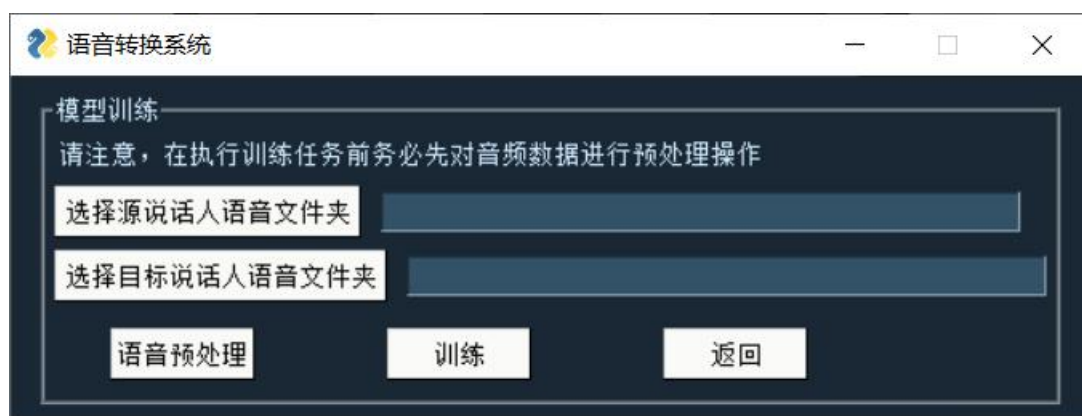 语音转换系统
模型训练
请注意，在执行训练任务前务必先对音频数据进行预处理操作
选择源说话人语音文件夹
选择目标说话人语音文件夹
语音预处理 训练 返回